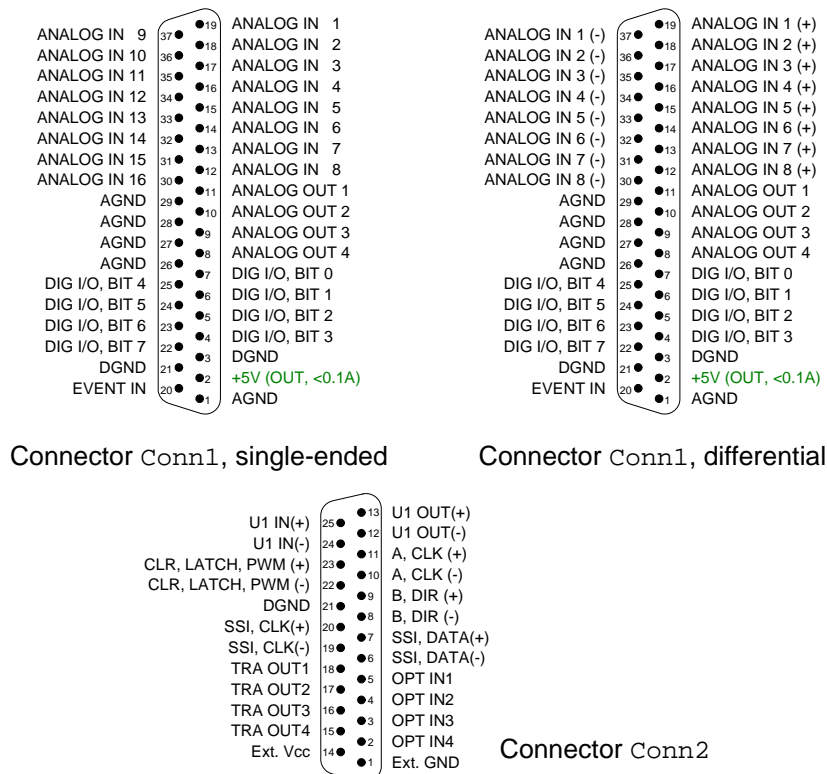 ANALOG IN 9 37
ANALOG IN 10 36
ANALOG IN 11 35
ANALOG IN 12 34
ANALOG IN 13 33
ANALOG IN 14 32
ANALOG IN 15 31
ANALOG IN 16 30
AGND 29
AGND 28
AGND 27
AGND 26
DIG I/O, BIT 4 25
DIG I/O, BIT 5 24
DIG I/O, BIT 6 23
DIG I/O, BIT 7 22
DGND 21
EVENT IN 20
19 ANALOG IN 1
18 ANALOG IN 2
17 ANALOG IN 3
16 ANALOG IN 4
15 ANALOG IN 5
14 ANALOG IN 6
13 ANALOG IN 7
12 ANALOG IN 8
11 ANALOG OUT 1
10 ANALOG OUT 2
9 ANALOG OUT 3
8 ANALOG OUT 4
7 DIG I/O, BIT 0
6 DIG I/O, BIT 1
5 DIG I/O, BIT 2
4 DIG I/O, BIT 3
3 DGND
2 +5V (OUT, <0.1A)
1 AGND
Connector Conn1, single-ended
ANALOG IN 1 (-) 37
ANALOG IN 2 (-) 36
ANALOG IN 3 (-) 35
ANALOG IN 4 (-) 34
ANALOG IN 5 (-) 33
ANALOG IN 6 (-) 32
ANALOG IN 7 (-) 31
ANALOG IN 8 (-) 30
AGND 29
AGND 28
AGND 27
AGND 26
DIG I/O, BIT 4 25
DIG I/O, BIT 5 24
DIG I/O, BIT 6 23
DIG I/O, BIT 7 22
DGND 21
EVENT IN 20
19 ANALOG IN 1 (+)
18 ANALOG IN 2 (+)
17 ANALOG IN 3 (+)
16 ANALOG IN 4 (+)
15 ANALOG IN 5 (+)
14 ANALOG IN 6 (+)
13 ANALOG IN 7 (+)
12 ANALOG IN 8 (+)
11 ANALOG OUT 1
10 ANALOG OUT 2
9 ANALOG OUT 3
8 ANALOG OUT 4
7 DIG I/O, BIT 0
6 DIG I/O, BIT 1
5 DIG I/O, BIT 2
4 DIG I/O, BIT 3
3 DGND
2 +5V (OUT, <0.1A)
1 AGND
Connector Conn1, differential
U1 IN(+) 25
U1 IN(-) 24
CLR, LATCH, PWM (+) 23
CLR, LATCH, PWM (-) 22
DGND 21
SSI, CLK(+) 20
SSI, CLK(-) 19
TRA OUT1 18
TRA OUT2 17
TRA OUT3 16
TRA OUT4 15
Ext. Vcc 14
13 U1 OUT(+)
12 U1 OUT(-)
11 A, CLK (+)
10 A, CLK (-)
9 B, DIR (+)
8 B, DIR (-)
7 SSI, DATA(+)
6 SSI, DATA(-)
5 OPT IN1
4 OPT IN2
3 OPT IN3
2 OPT IN4
1 Ext. GND
Connector Conn2